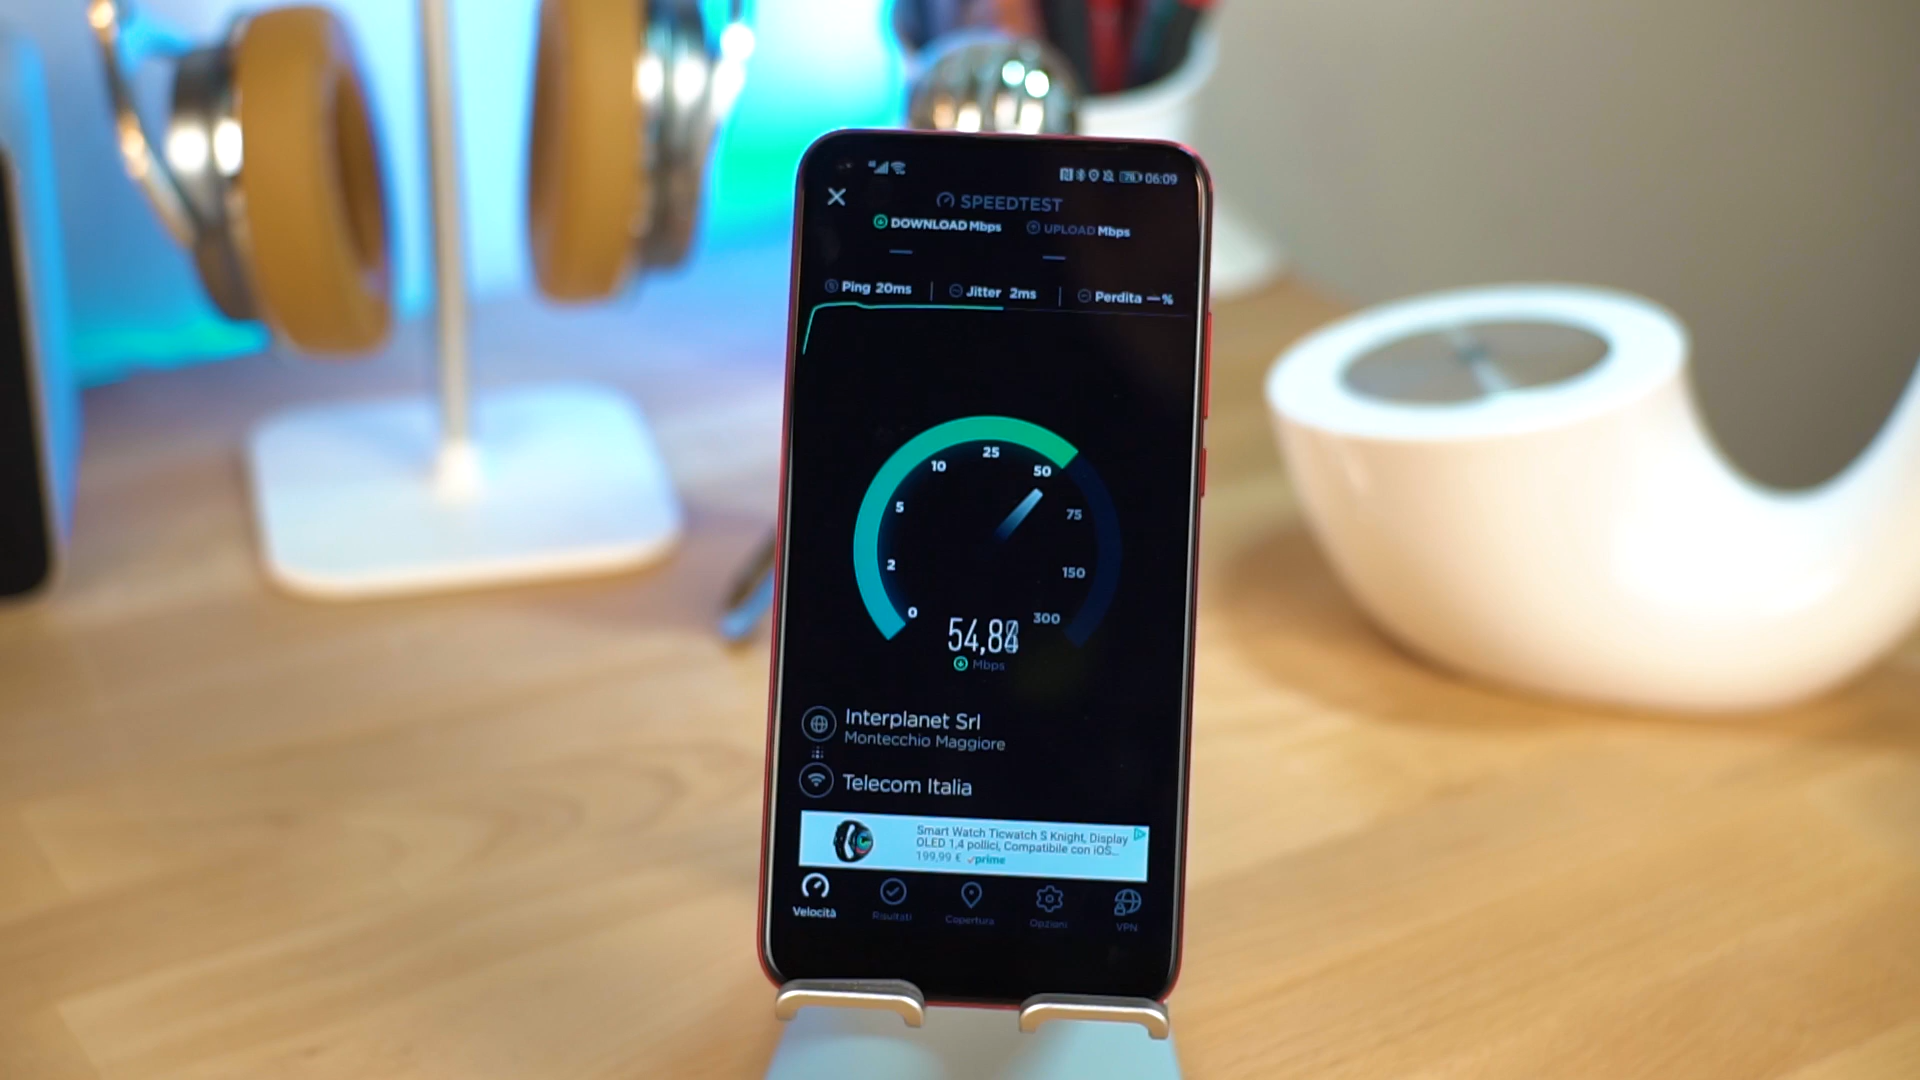 76 06:09
SPEEDTEST
DOWNLOAD Mbps UPLOAD Mbps
— —
Ping 20ms Jitter 2ms Perdita —%
0
2
5
10
25
50
75
150
300
Mbps
Interplanet Srl
Montecchio Maggiore
Telecom Italia
Smart Watch Ticwatch S Knight, Display
OLED 1,4 pollici, Compatibile con iOS...
199,99 € prime
Velocità Risultati Copertura Opzioni VPN